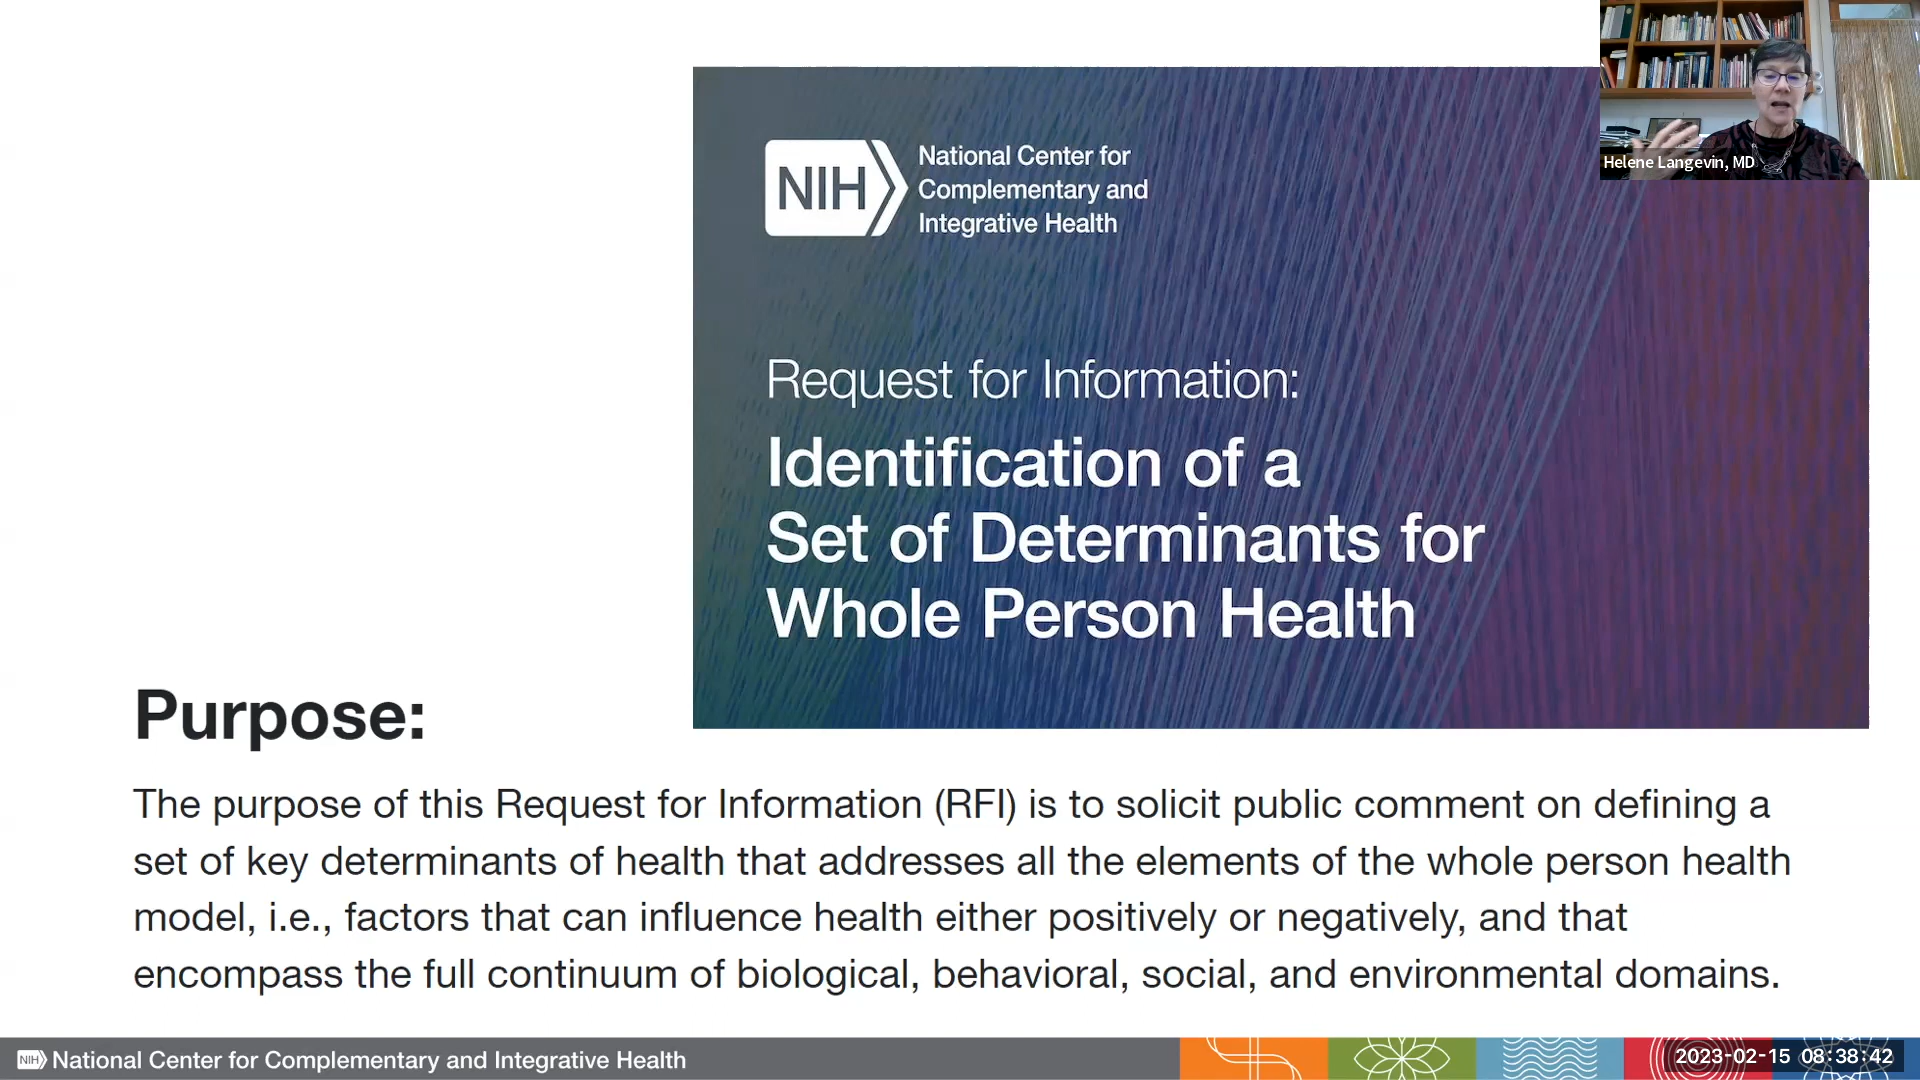 NIH
National Center for
Complementary and
Integrative Health
Helene Langevin, MD
Request for Information:
Identification of a
Set of Determinants for
Whole Person Health
Purpose:
The purpose of this Request for Information (RFI) is to solicit public comment on defining a
set of key determinants of health that addresses all the elements of the whole person health
model, i.e., factors that can influence health either positively or negatively, and that
encompass the full continuum of biological, behavioral, social, and environmental domains.
NIH National Center for Complementary and Integrative Health
2023-02-15 08:38:42